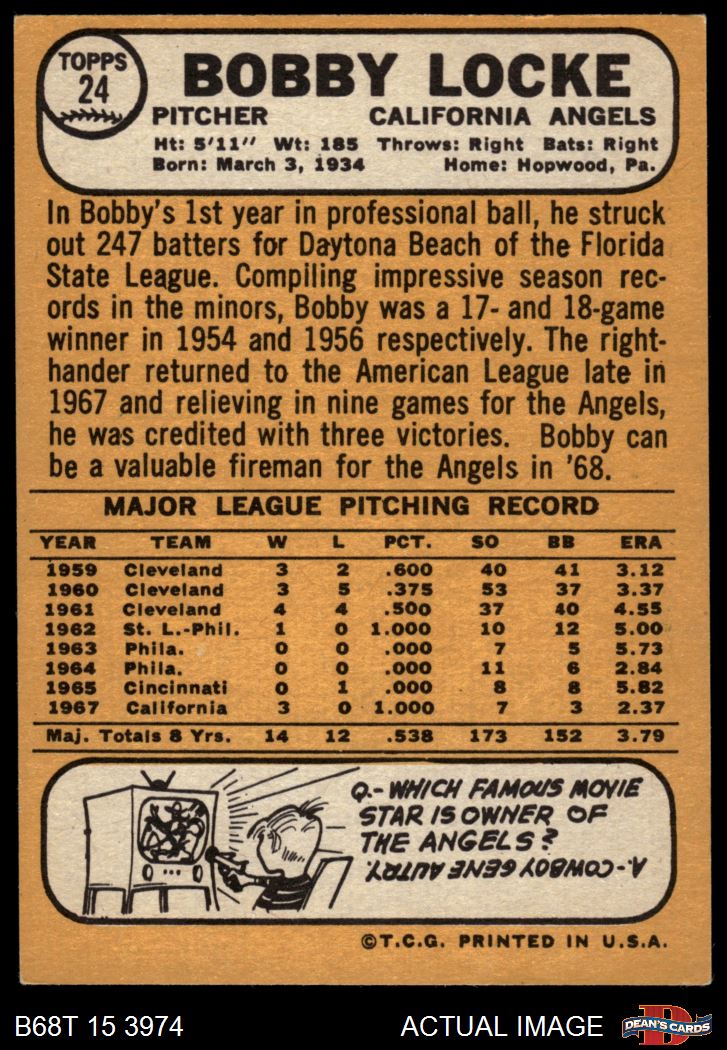 TOPPS
24
BOBBY LOCKE
PITCHER CALIFORNIA ANGELS
Ht: 5'11" Wt: 185 Throws: Right Bats: Right
Born: March 3, 1934 Home: Hopwood, Pa.
In Bobby's 1st year in professional ball, he struck
out 247 batters for Daytona Beach of the Florida
State League. Compiling impressive season rec-
ords in the minors, Bobby was a 17- and 18-game
winner in 1954 and 1956 respectively. The right-
hander returned to the American League late in
1967 and relieving in nine games for the Angels,
he was credited with three victories. Bobby can
be a valuable fireman for the Angels in '68.
MAJOR LEAGUE PITCHING RECORD
YEAR TEAM W L PCT. SO BB ERA
1959 Cleveland 3 2 .600 40 41 3.12
1960 Cleveland 3 5 .375 53 37 3.37
1961 Cleveland 4 4 .500 37 40 4.55
1962 St. L.-Phil. 1 0 1.000 10 12 5.00
1963 Phila. 0 0 .000 7 5 5.73
1964 Phila. 0 0 .000 11 6 2.84
1965 Cincinnati 0 1 .000 8 8 5.82
1967 California 3 0 1.000 7 3 2.37
Maj. Totals 8 Yrs. 14 12 .538 173 152 3.79
Q.- WHICH FAMOUS MOVIE
STAR IS OWNER OF
THE ANGELS?
A.- COWBOY GENE AUTRY.
©T.C.G. PRINTED IN U.S.A.
B68T 15 3974 ACTUAL IMAGE
D
DEAN'S CARDS